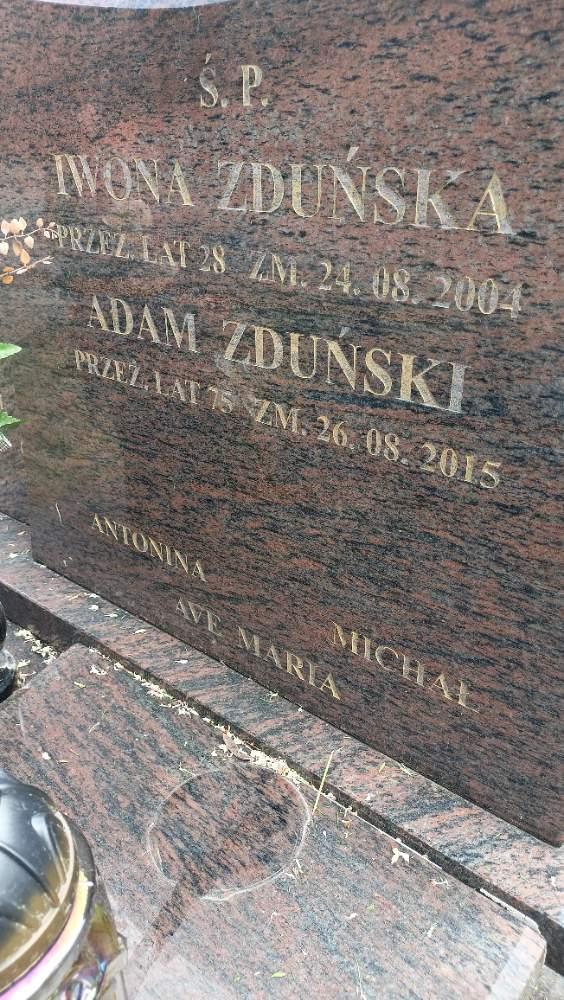 Ś. P.
IWONA ZDUŃSKA
PRZEŻ. LAT 28 ZM. 24. 08. 2004
ADAM ZDUŃSKI
PRZEŻ. LAT 75 ZM. 26. 08. 2015
ANTONINA MICHAŁ
AVE MARIA